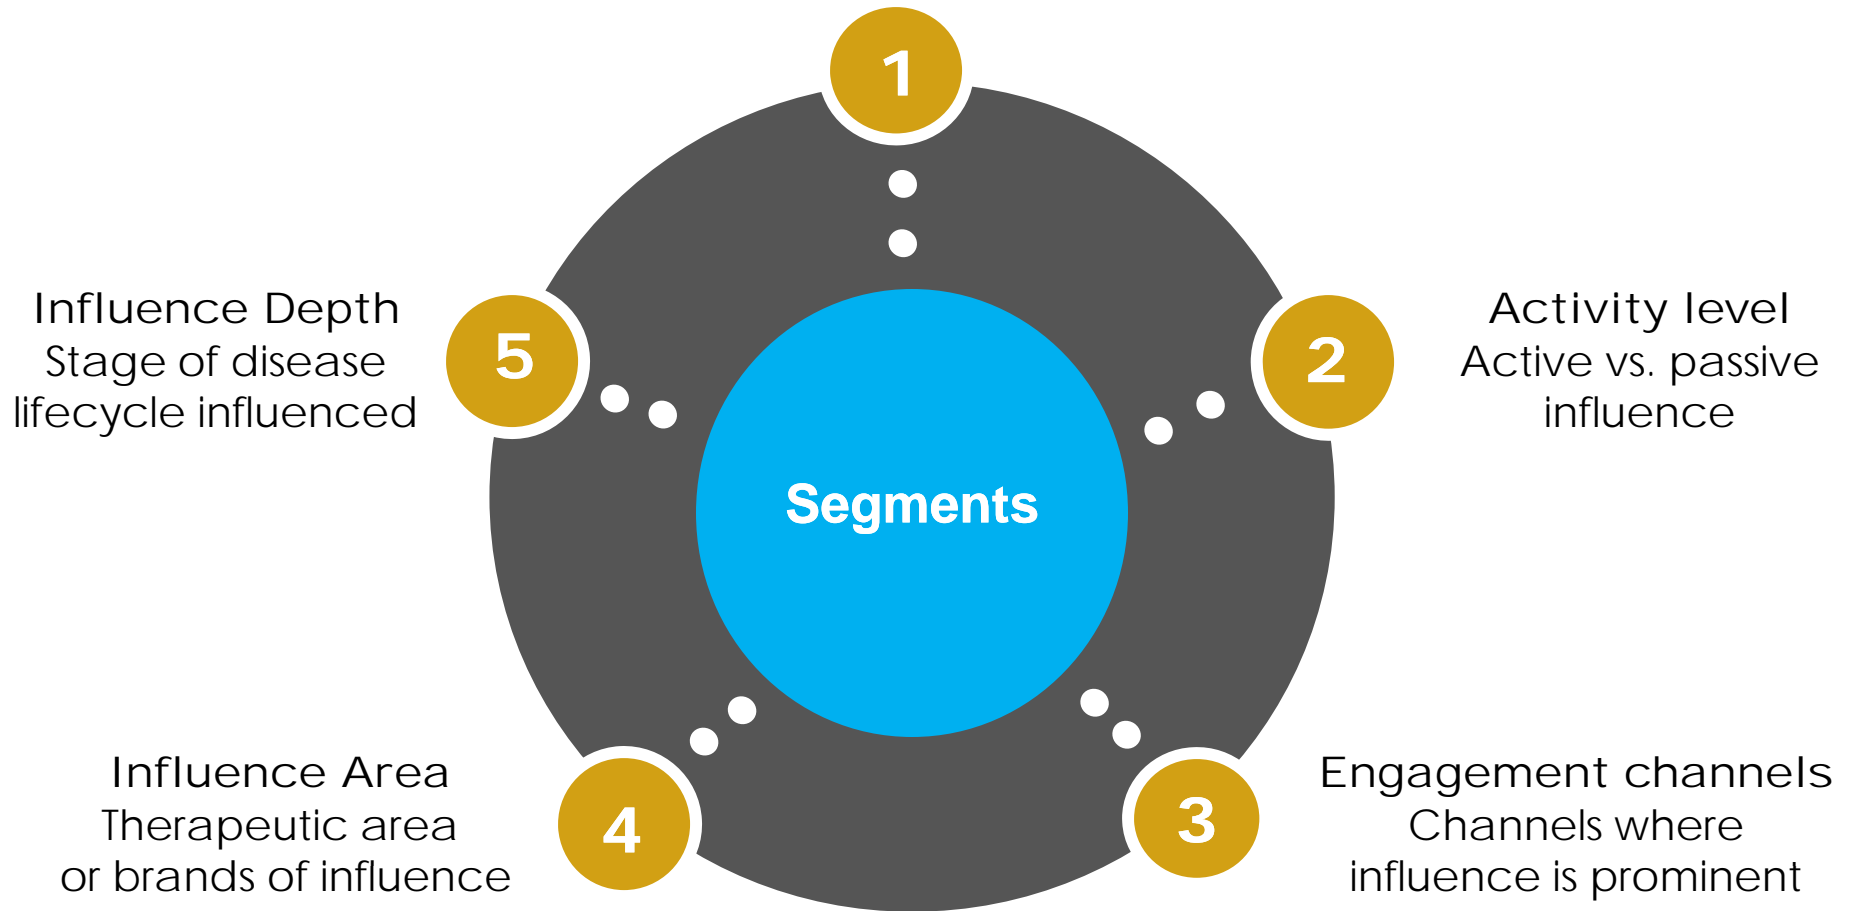 1
Influence Depth
Stage of disease
lifecycle influenced
5
2
Activity level
Active vs. passive
influence
Segments
Influence Area
Therapeutic area
or brands of influence
4
3
Engagement channels
Channels where
influence is prominent